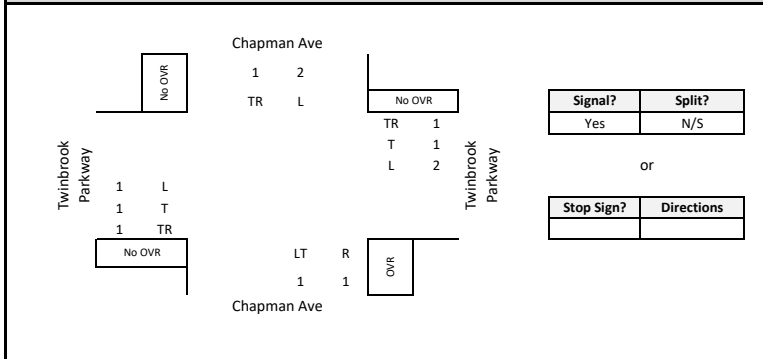 Chapman Ave
No OVR
1 2
TR L
No OVR
TR 1
T 1
L 2
Twinbrook
Parkway
Twinbrook
Parkway
1 L
1 T
1 TR
No OVR
LT R
1 1
OVR
Chapman Ave
Signal? Split?
Yes N/S
or
Stop Sign? Directions